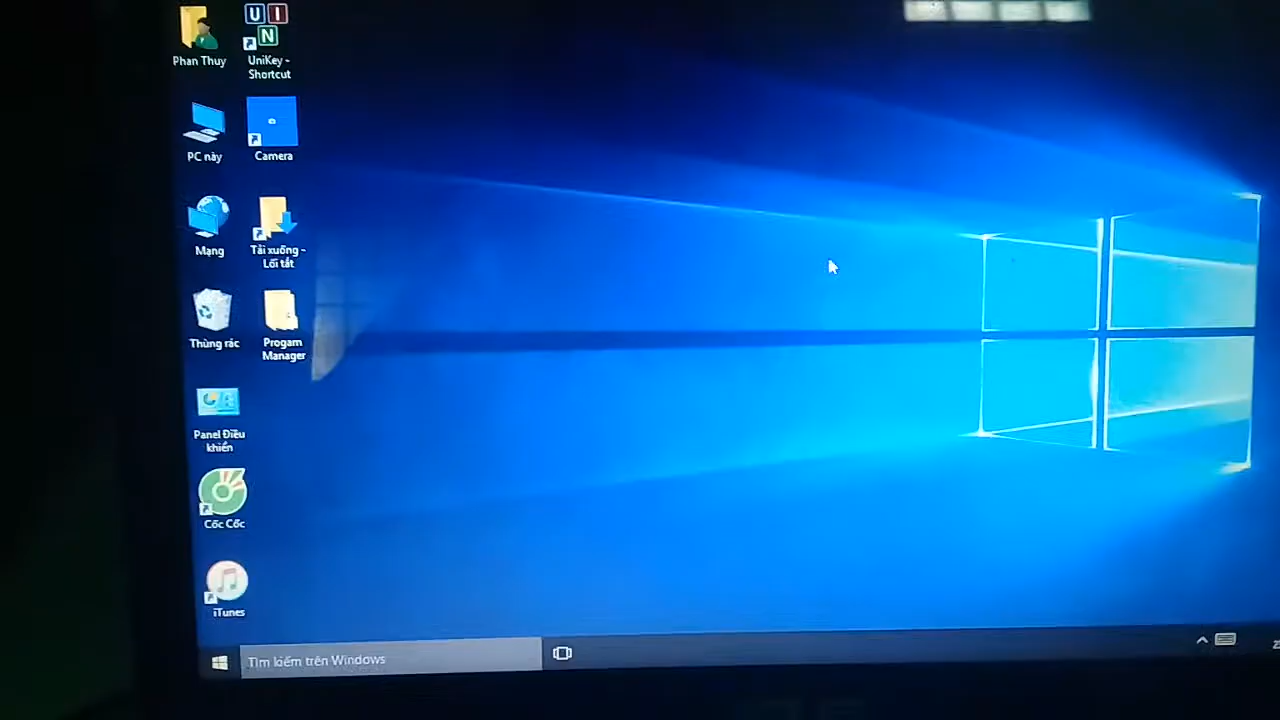 Phan Thuy
U I
N
UniKey -
Shortcut
PC này
Camera
Mạng
Tải xuống -
Lối tắt
Thùng rác
Progam
Manager
Panel Điều
khiển
Cốc Cốc
iTunes
Tìm kiếm trên Windows